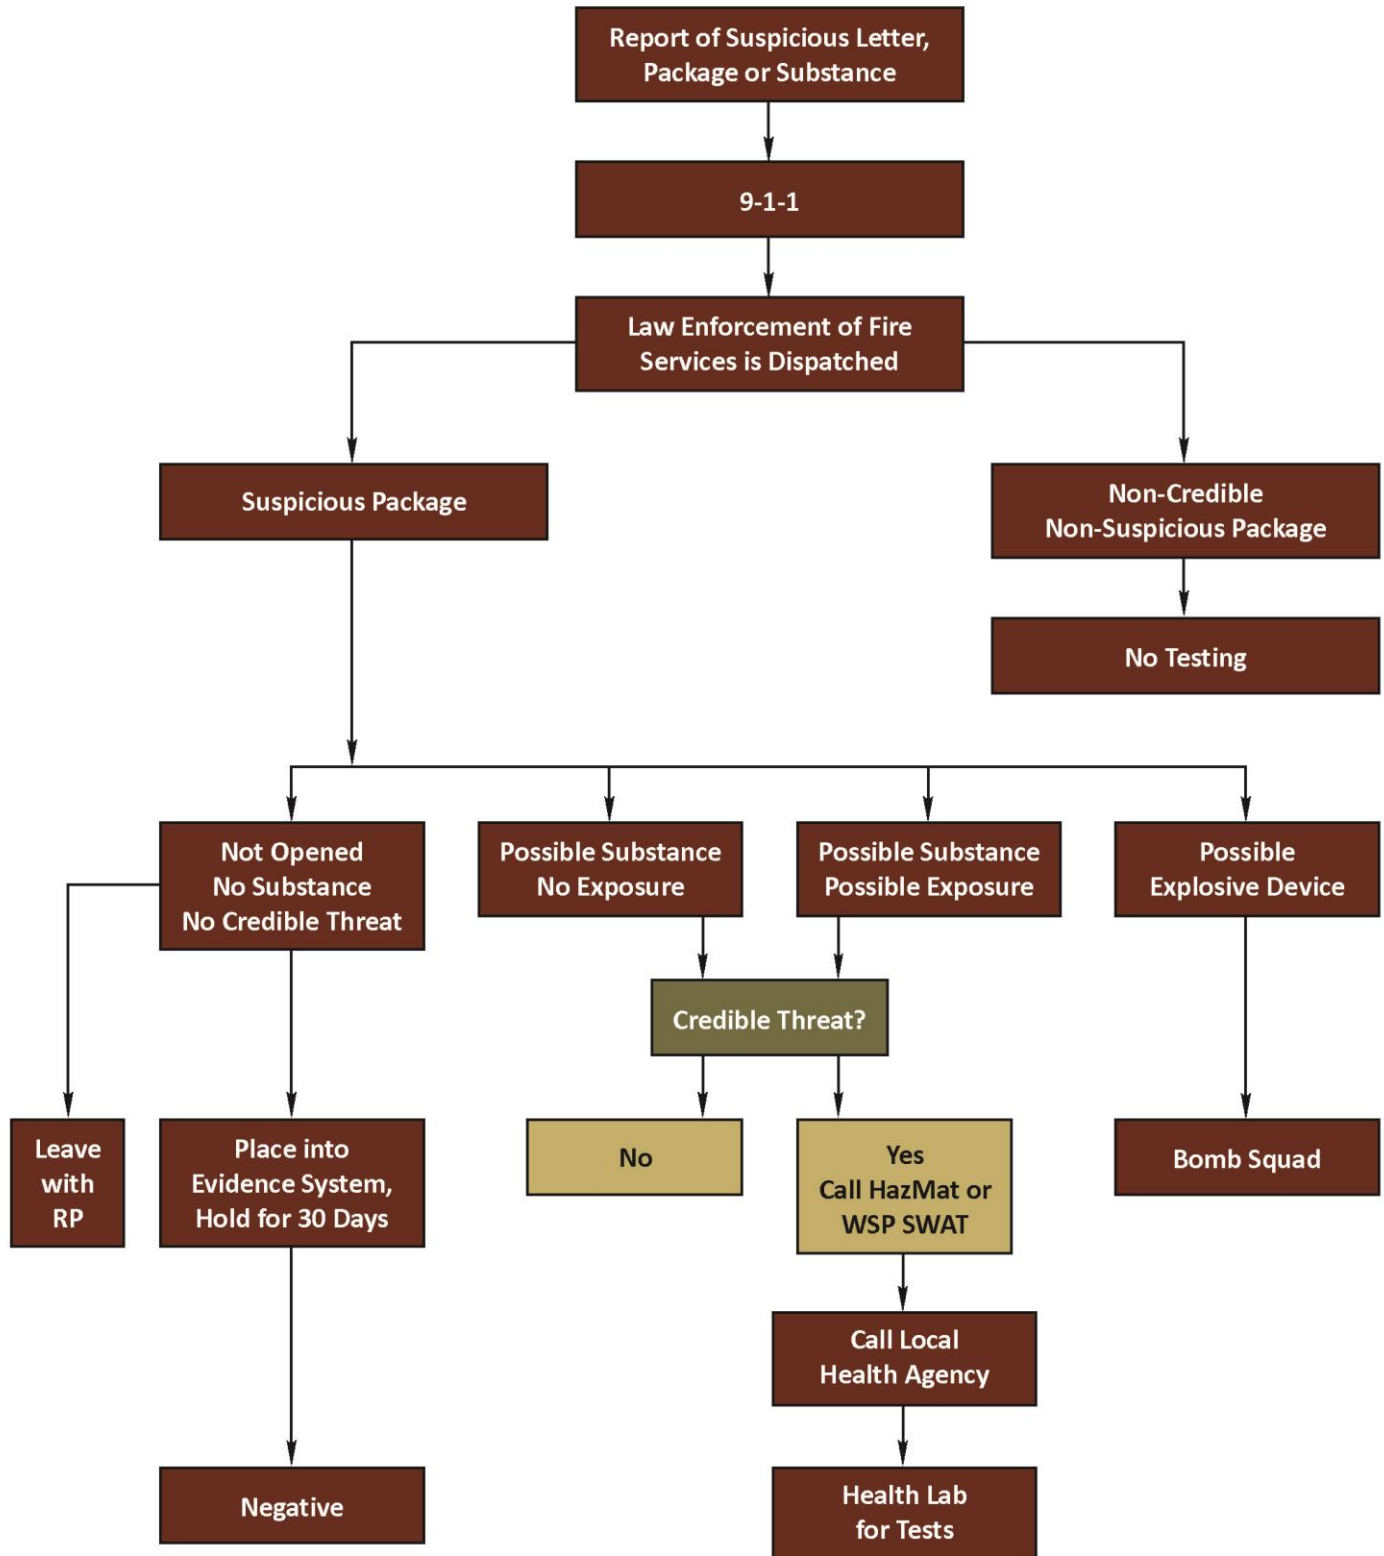 Report of Suspicious Letter,
Package or Substance
9-1-1
Law Enforcement of Fire
Services is Dispatched
Suspicious Package
Non-Credible
Non-Suspicious Package
No Testing
Not Opened
No Substance
No Credible Threat
Possible Substance
No Exposure
Possible Substance
Possible Exposure
Possible
Explosive Device
Credible Threat?
Leave
with
RP
Place into
Evidence System,
Hold for 30 Days
No
Yes
Call HazMat or
WSP SWAT
Bomb Squad
Call Local
Health Agency
Negative
Health Lab
for Tests